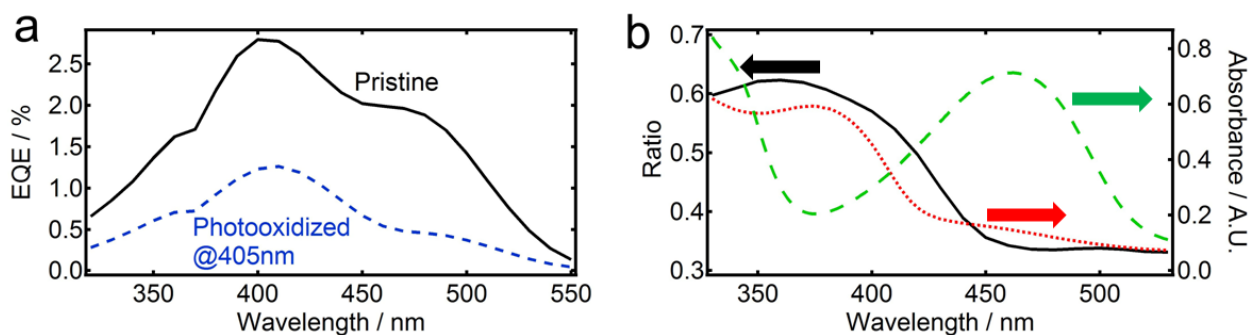 a
EQE / %
2.5
2.0
1.5
1.0
0.5
0.0
Pristine
Photooxidized
@405nm
350 400 450 500 550
Wavelength / nm
b
Ratio
0.7
0.6
0.5
0.4
0.3
0.8
0.6
0.4
0.2
0.0
Absorbance / A.U.
350 400 450 500
Wavelength / nm